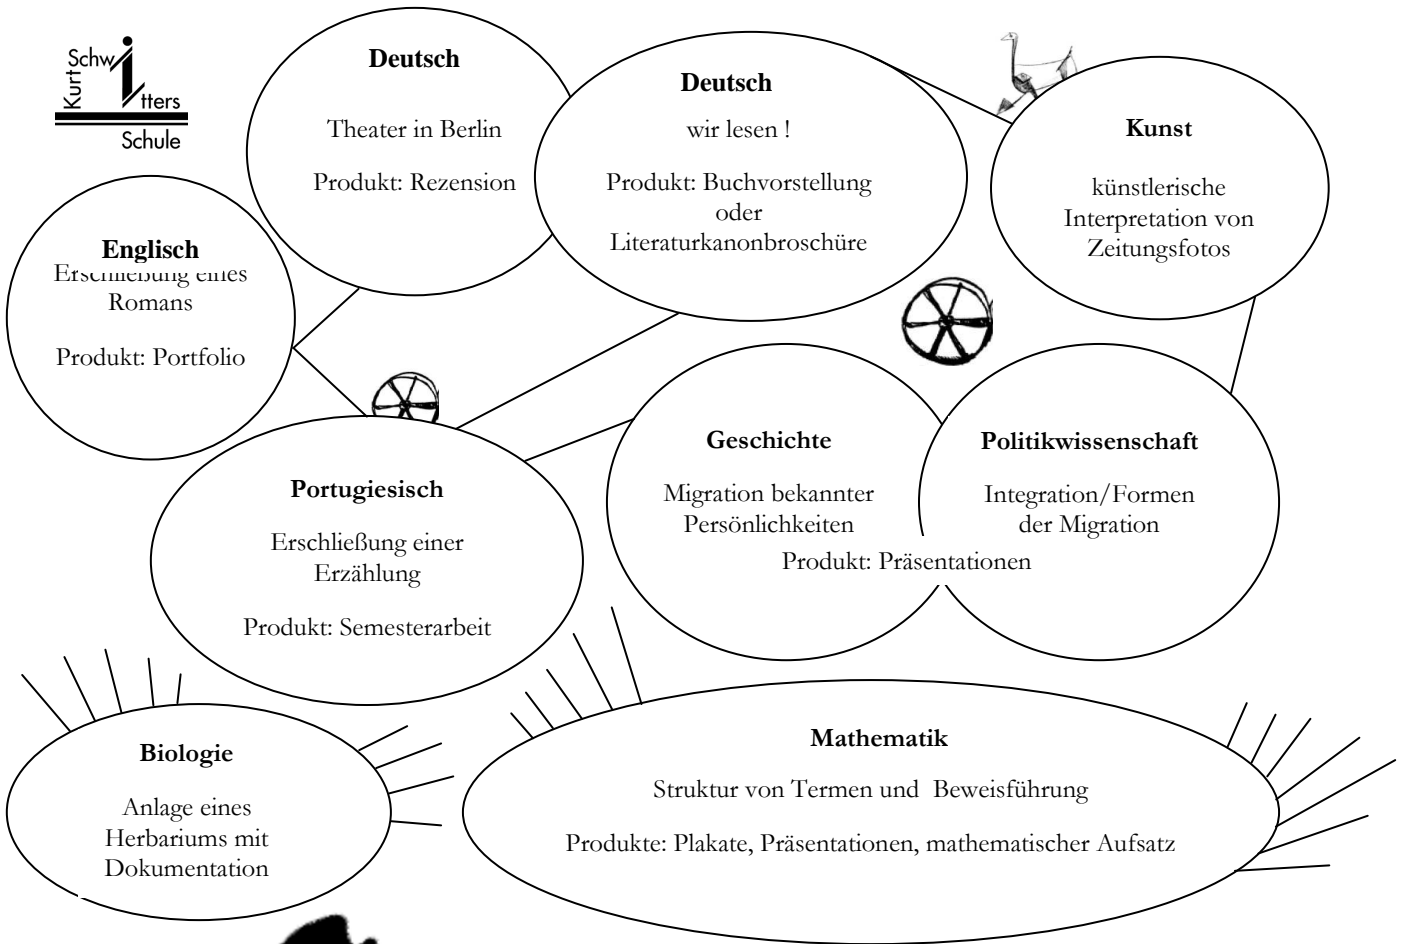 Kurt
Schw
itters
Schule
Deutsch
Theater in Berlin
Produkt: Rezension
Deutsch
wir lesen !
Produkt: Buchvorstellung
oder
Literaturkanonbroschüre
Kunst
künstlerische
Interpretation von
Zeitungsfotos
Englisch
Erschließung eines
Romans
Produkt: Portfolio
Portugiesisch
Erschließung einer
Erzählung
Produkt: Semesterarbeit
Geschichte
Migration bekannter
Persönlichkeiten
Politikwissenschaft
Integration/Formen
der Migration
Produkt: Präsentationen
Biologie
Anlage eines
Herbariums mit
Dokumentation
Mathematik
Struktur von Termen und  Beweisführung
Produkte: Plakate, Präsentationen, mathematischer Aufsatz